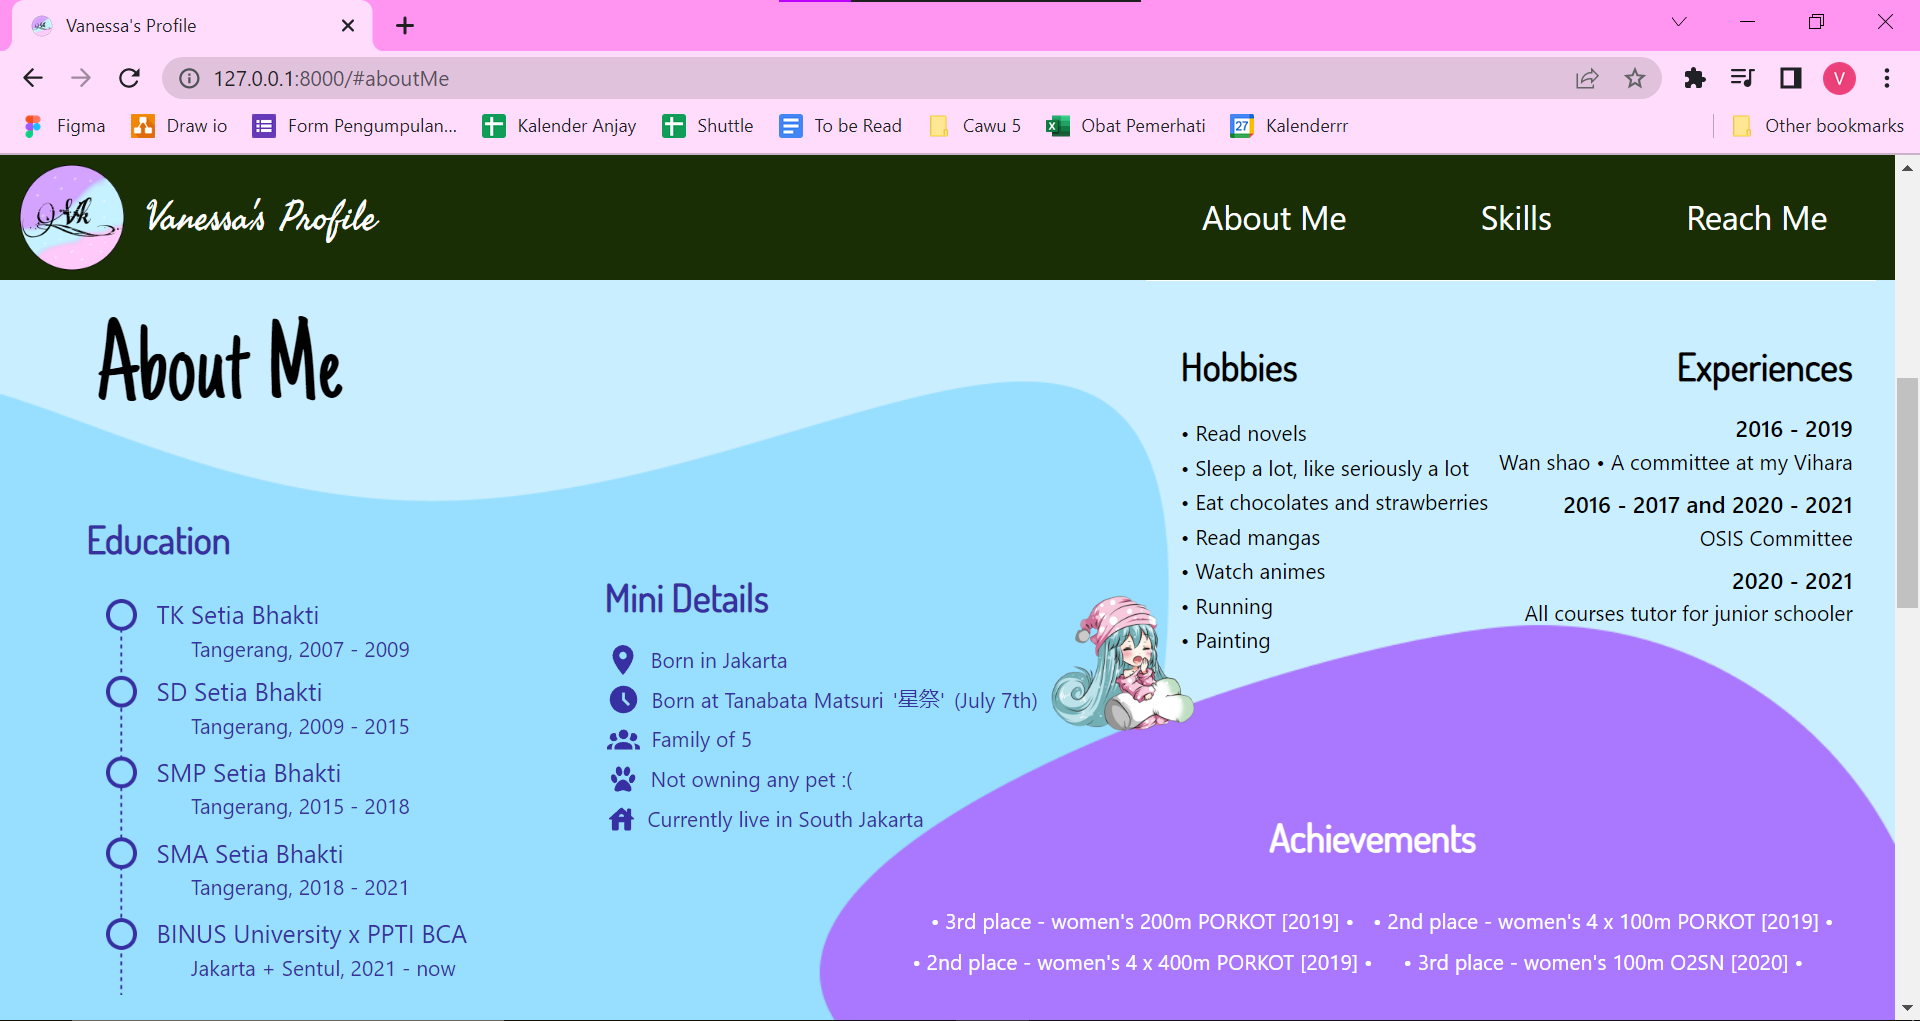 Vanessa's Profile
127.0.0.1:8000/#aboutMe
V
Figma
Draw io
Form Pengumpulan...
Kalender Anjay
Shuttle
To be Read
Cawu 5
Obat Pemerhati
27
Kalenderrr
Other bookmarks
Vanessa's Profile
About Me
Skills
Reach Me
About Me
Education
TK Setia Bhakti
Tangerang, 2007 - 2009
SD Setia Bhakti
Tangerang, 2009 - 2015
SMP Setia Bhakti
Tangerang, 2015 - 2018
SMA Setia Bhakti
Tangerang, 2018 - 2021
BINUS University x PPTI BCA
Jakarta + Sentul, 2021 - now
Mini Details
Born in Jakarta
Born at Tanabata Matsuri '星祭' (July 7th)
Family of 5
Not owning any pet :(
Currently live in South Jakarta
Hobbies
• Read novels
• Sleep a lot, like seriously a lot
• Eat chocolates and strawberries
• Read mangas
• Watch animes
• Running
• Painting
Experiences
2016 - 2019
Wan shao • A committee at my Vihara
2016 - 2017 and 2020 - 2021
OSIS Committee
2020 - 2021
All courses tutor for junior schooler
Achievements
• 3rd place - women's 200m PORKOT [2019] •
• 2nd place - women's 4 x 100m PORKOT [2019] •
• 2nd place - women's 4 x 400m PORKOT [2019] •
• 3rd place - women's 100m O2SN [2020] •